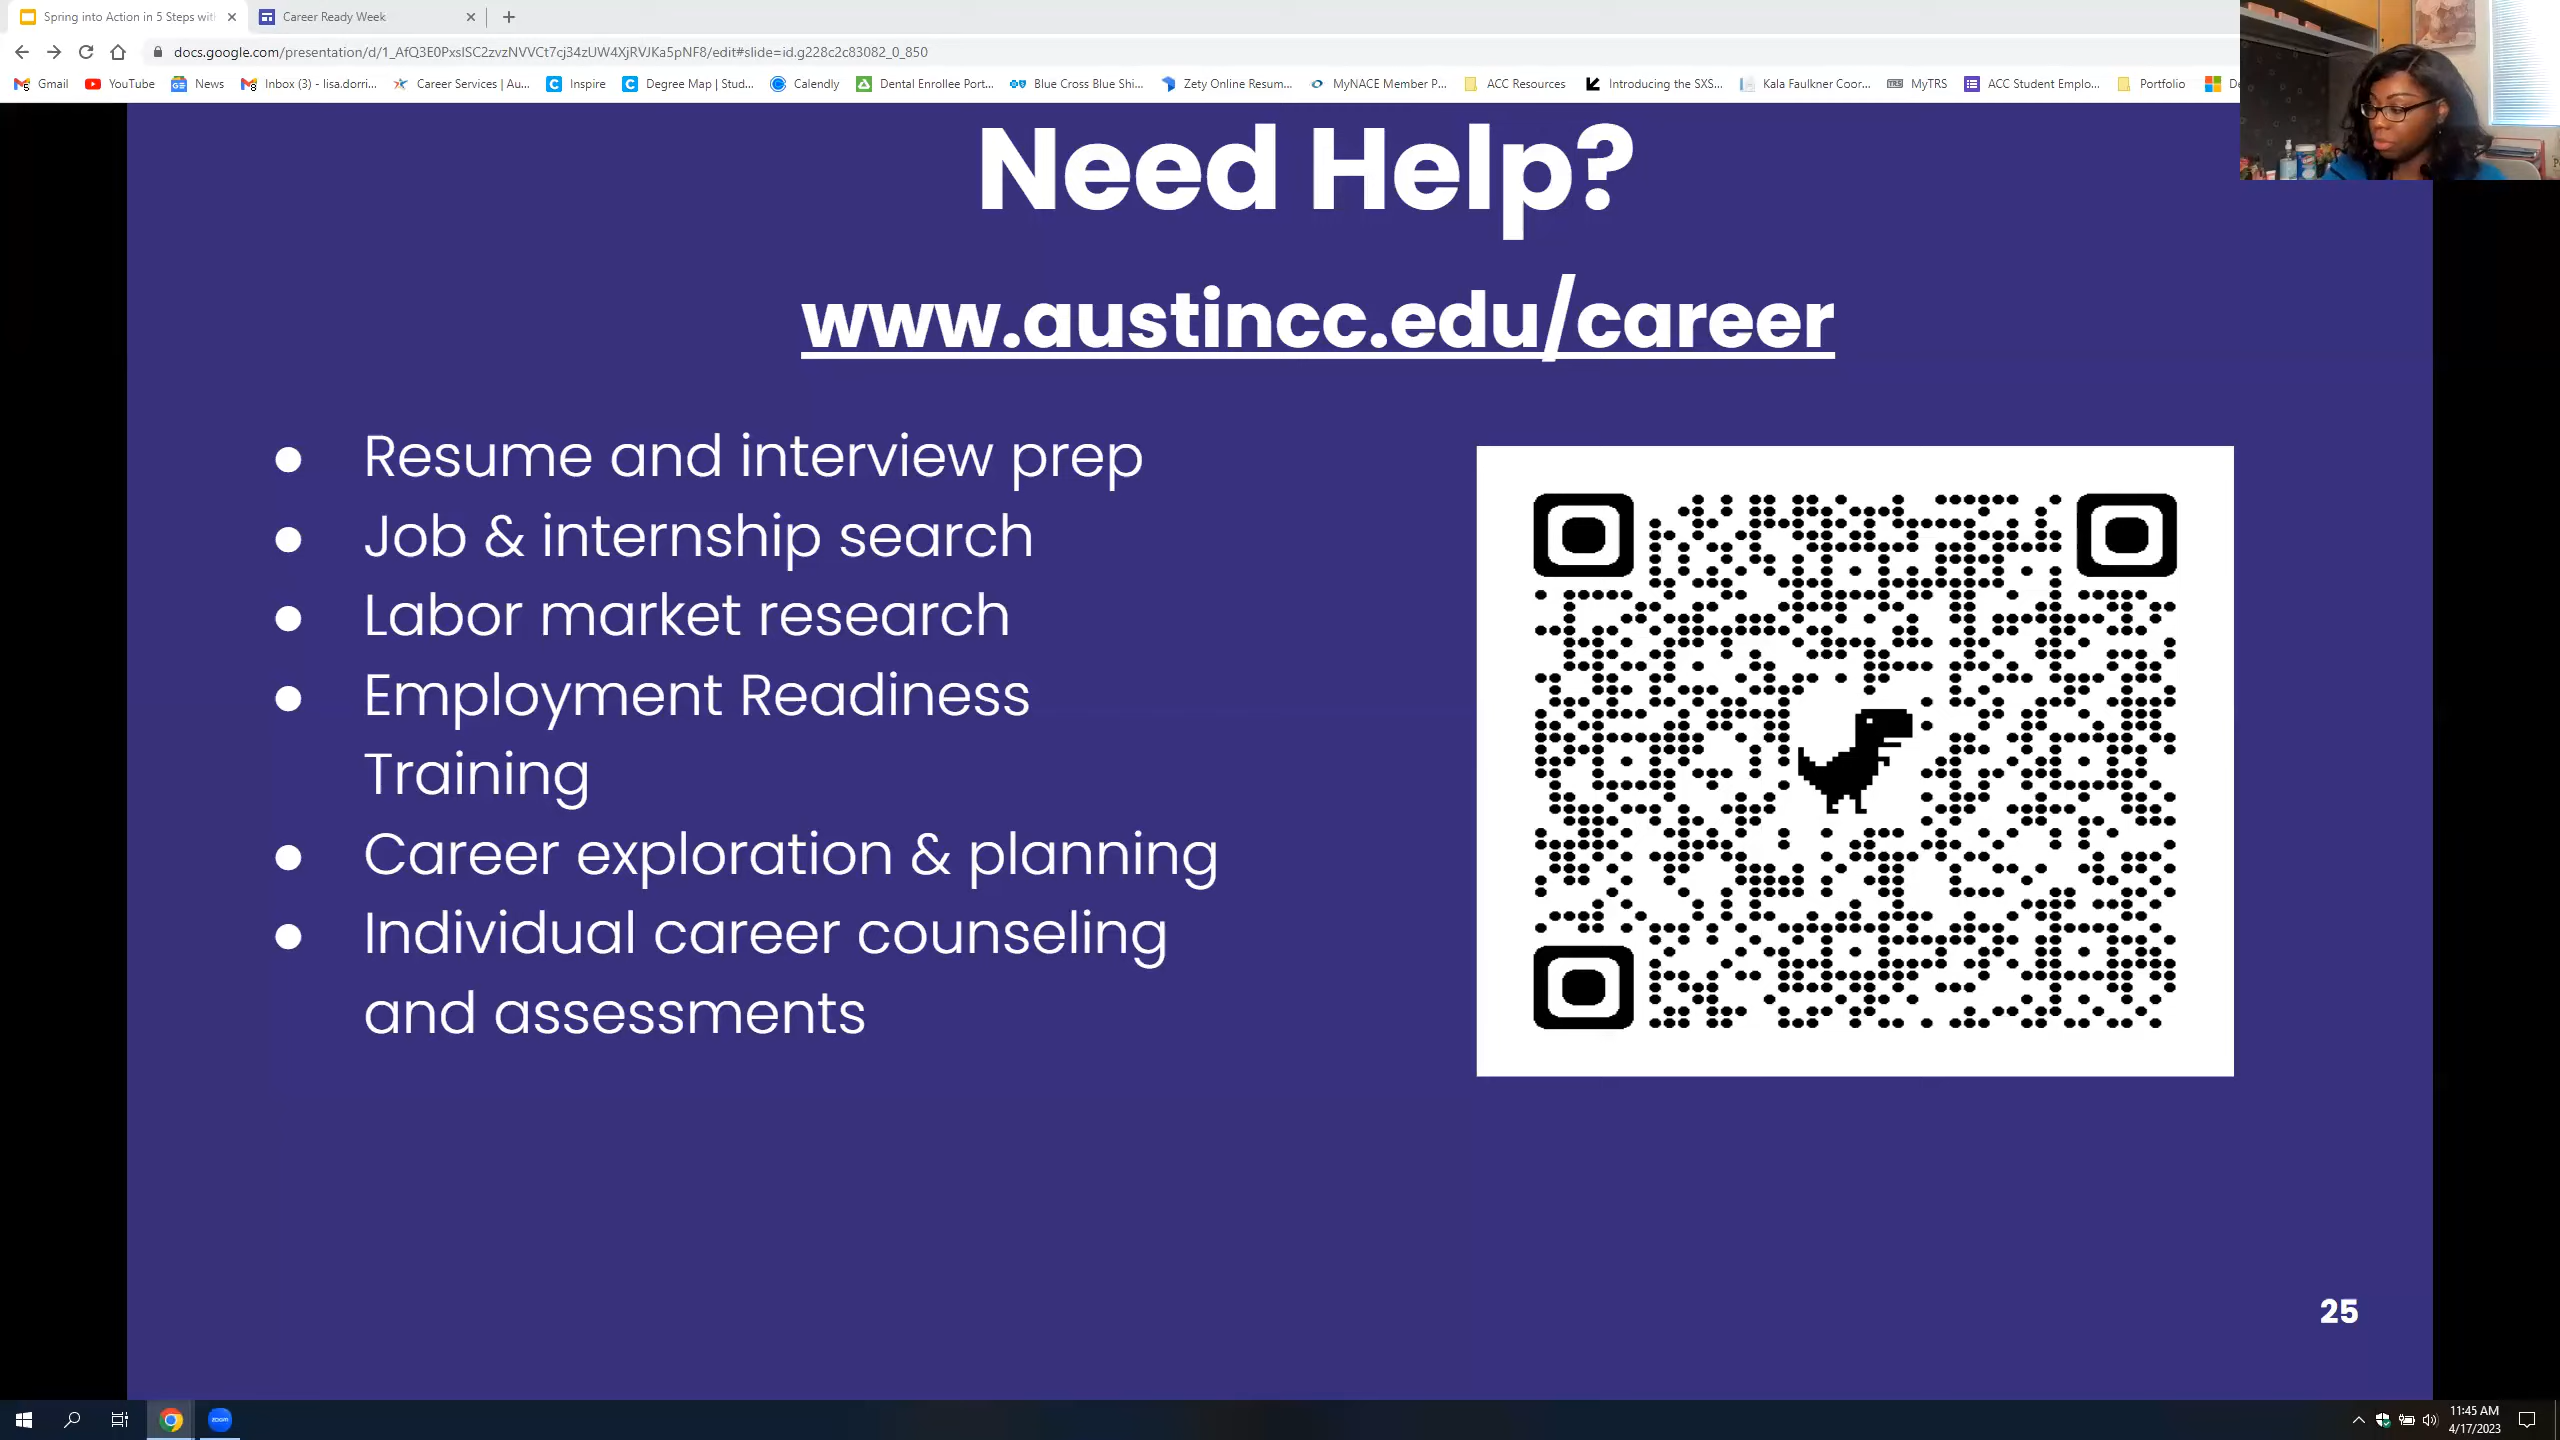 Spring into Action in 5 Steps wit
Career Ready Week
docs.google.com/presentation/d/1_AfQ3E0PxsISC2zvzNVVCt7cj34zUW4XjRVJKa5pNF8/edit#slide=id.g228c2c83082_0_850
Gmail YouTube News Inbox (3) - lisa.dorri... Career Services | Au... Inspire Degree Map | Stud... Calendly Dental Enrollee Port... Blue Cross Blue Shi... Zety Online Resum... MyNACE Member P... ACC Resources Introducing the SXS... Kala Faulkner Coor... MyTRS ACC Student Emplo... Portfolio
Need Help?
www.austincc.edu/career
● Resume and interview prep
● Job & internship search
● Labor market research
● Employment Readiness
Training
● Career exploration & planning
● Individual career counseling
and assessments
25
zoom
11:45 AM
4/17/2023